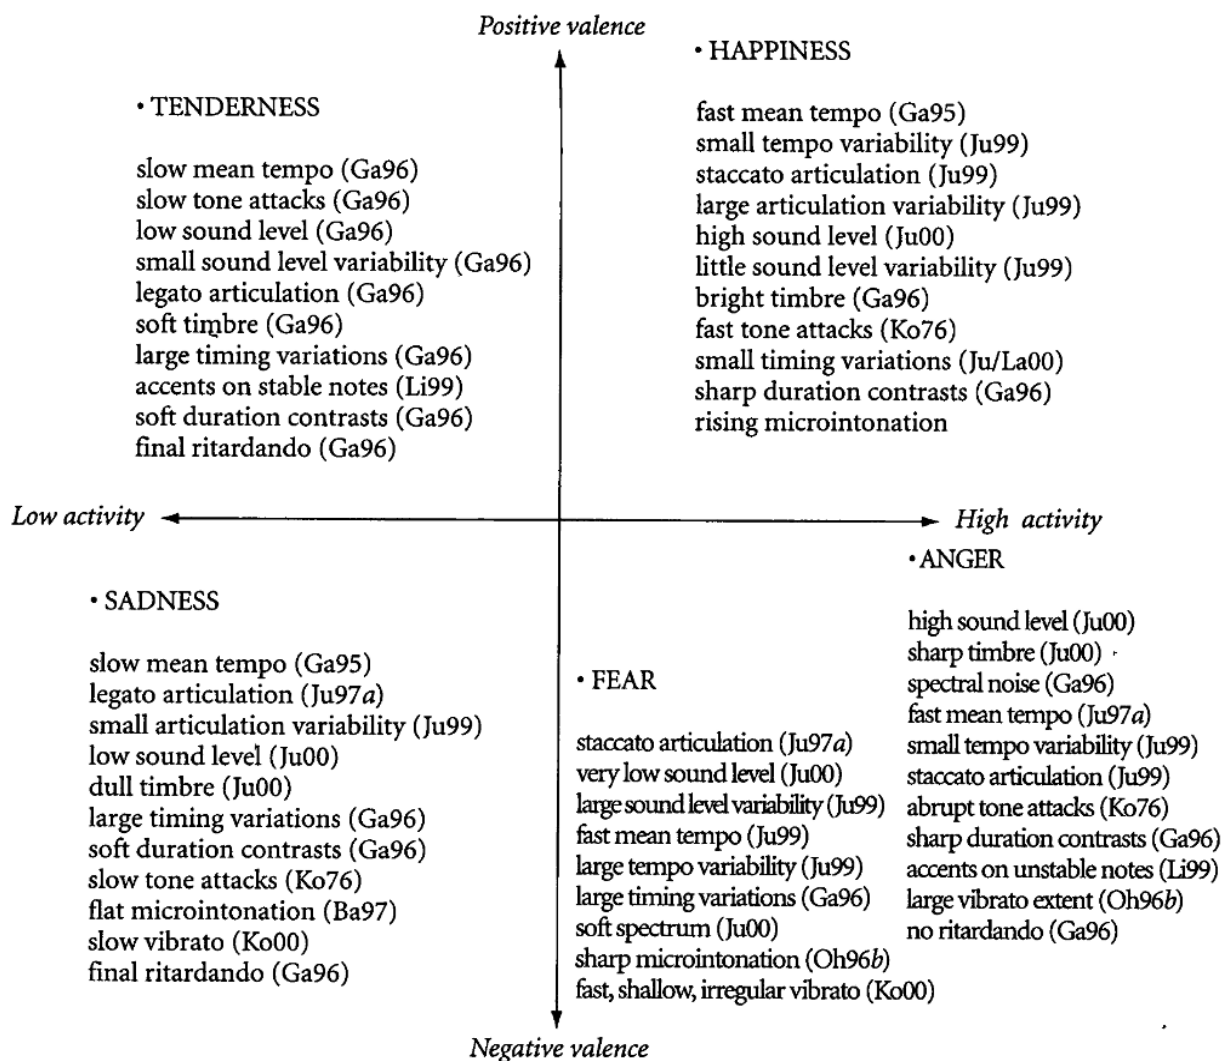 Positive valence
• HAPPINESS
fast mean tempo (Ga95)
small tempo variability (Ju99)
staccato articulation (Ju99)
large articulation variability (Ju99)
high sound level (Ju00)
little sound level variability (Ju99)
bright timbre (Ga96)
fast tone attacks (Ko76)
small timing variations (Ju/La00)
sharp duration contrasts (Ga96)
rising microintonation
• TENDERNESS
slow mean tempo (Ga96)
slow tone attacks (Ga96)
low sound level (Ga96)
small sound level variability (Ga96)
legato articulation (Ga96)
soft timbre (Ga96)
large timing variations (Ga96)
accents on stable notes (Li99)
soft duration contrasts (Ga96)
final ritardando (Ga96)
Low activity
High activity
• SADNESS
slow mean tempo (Ga95)
legato articulation (Ju97a)
small articulation variability (Ju99)
low sound level (Ju00)
dull timbre (Ju00)
large timing variations (Ga96)
soft duration contrasts (Ga96)
slow tone attacks (Ko76)
flat microintonation (Ba97)
slow vibrato (Ko00)
final ritardando (Ga96)
• FEAR
staccato articulation (Ju97a)
very low sound level (Ju00)
large sound level variability (Ju99)
fast mean tempo (Ju99)
large tempo variability (Ju99)
large timing variations (Ga96)
soft spectrum (Ju00)
sharp microintonation (Oh96b)
fast, shallow, irregular vibrato (Ko00)
• ANGER
high sound level (Ju00)
sharp timbre (Ju00)
spectral noise (Ga96)
fast mean tempo (Ju97a)
small tempo variability (Ju99)
staccato articulation (Ju99)
abrupt tone attacks (Ko76)
sharp duration contrasts (Ga96)
accents on unstable notes (Li99)
large vibrato extent (Oh96b)
no ritardando (Ga96)
Negative valence